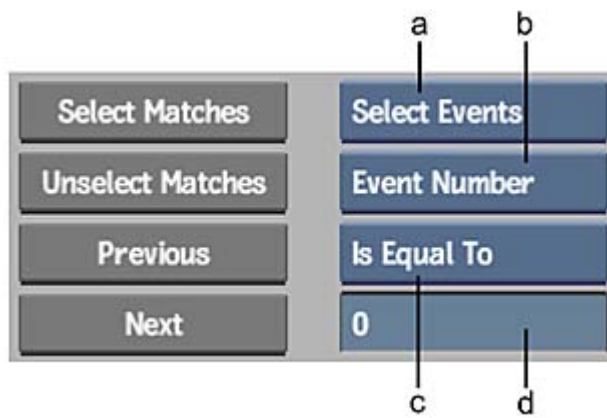 a b
Select Matches Select Events
Unselect Matches Event Number
Previous Is Equal To
Next 0
c d